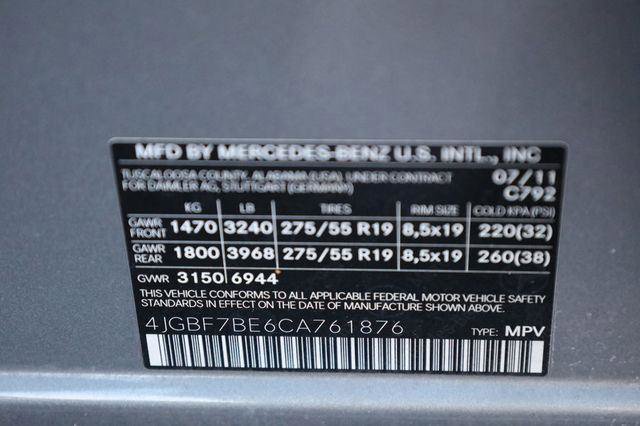 MFD BY MERCEDES-BENZ U.S. INTL., INC
TUSCALOOSA COUNTY, ALABAMA (USA), UNDER CONTRACT 07/11
FOR DAIMLER AG, STUTTGART (GERMANY) C792
KG LB TIRES RIM SIZE COLD KPA (PSI)
GAWR FRONT 1470 3240 275/55 R19 8,5x19 220(32)
GAWR REAR 1800 3968 275/55 R19 8,5x19 260(38)
GVWR 3150 6944
THIS VEHICLE CONFORMS TO ALL APPLICABLE FEDERAL MOTOR VEHICLE SAFETY
STANDARDS IN EFFECT ON THE DATE OF MANUFACTURE SHOWN ABOVE.
4JGBF7BE6CA761876 TYPE: MPV